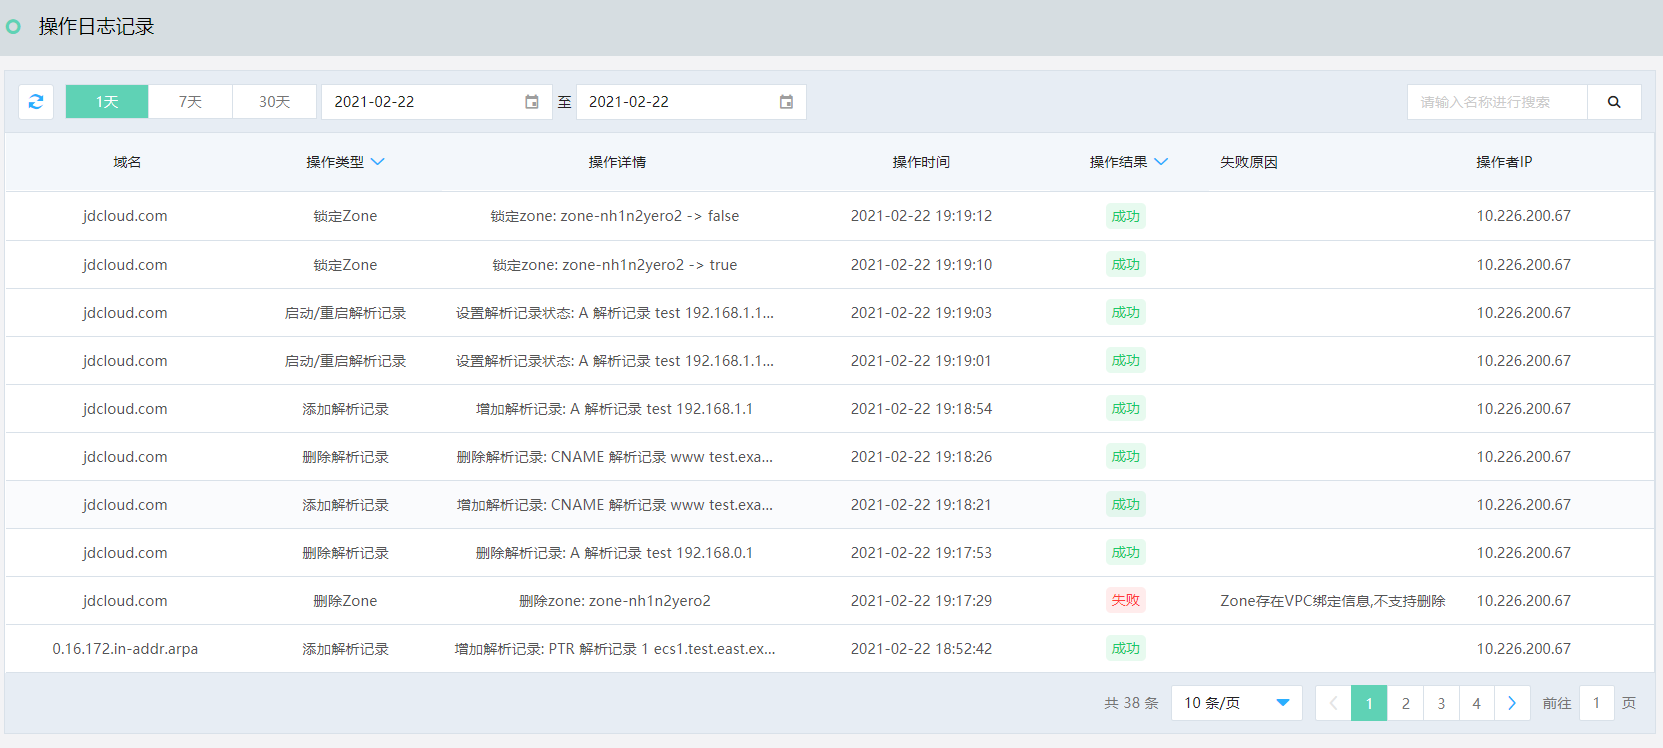 操作日志记录
1天 7天 30天 2021-02-22 至 2021-02-22 请输入名称进行搜索
域名 操作类型 操作详情 操作时间 操作结果 失败原因 操作者IP
jdcloud.com 锁定Zone 锁定zone: zone-nh1n2yero2 -> false 2021-02-22 19:19:12 成功 10.226.200.67
jdcloud.com 锁定Zone 锁定zone: zone-nh1n2yero2 -> true 2021-02-22 19:19:10 成功 10.226.200.67
jdcloud.com 启动/重启解析记录 设置解析记录状态: A 解析记录 test 192.168.1.1... 2021-02-22 19:19:03 成功 10.226.200.67
jdcloud.com 启动/重启解析记录 设置解析记录状态: A 解析记录 test 192.168.1.1... 2021-02-22 19:19:01 成功 10.226.200.67
jdcloud.com 添加解析记录 增加解析记录: A 解析记录 test 192.168.1.1 2021-02-22 19:18:54 成功 10.226.200.67
jdcloud.com 删除解析记录 删除解析记录: CNAME 解析记录 www test.exa... 2021-02-22 19:18:26 成功 10.226.200.67
jdcloud.com 添加解析记录 增加解析记录: CNAME 解析记录 www test.exa... 2021-02-22 19:18:21 成功 10.226.200.67
jdcloud.com 删除解析记录 删除解析记录: A 解析记录 test 192.168.0.1 2021-02-22 19:17:53 成功 10.226.200.67
jdcloud.com 删除Zone 删除zone: zone-nh1n2yero2 2021-02-22 19:17:29 失败 Zone存在VPC绑定信息,不支持删除 10.226.200.67
0.16.172.in-addr.arpa 添加解析记录 增加解析记录: PTR 解析记录 1 ecs1.test.east.ex... 2021-02-22 18:52:42 成功 10.226.200.67
共 38 条 10 条/页 1 2 3 4 前往 1 页